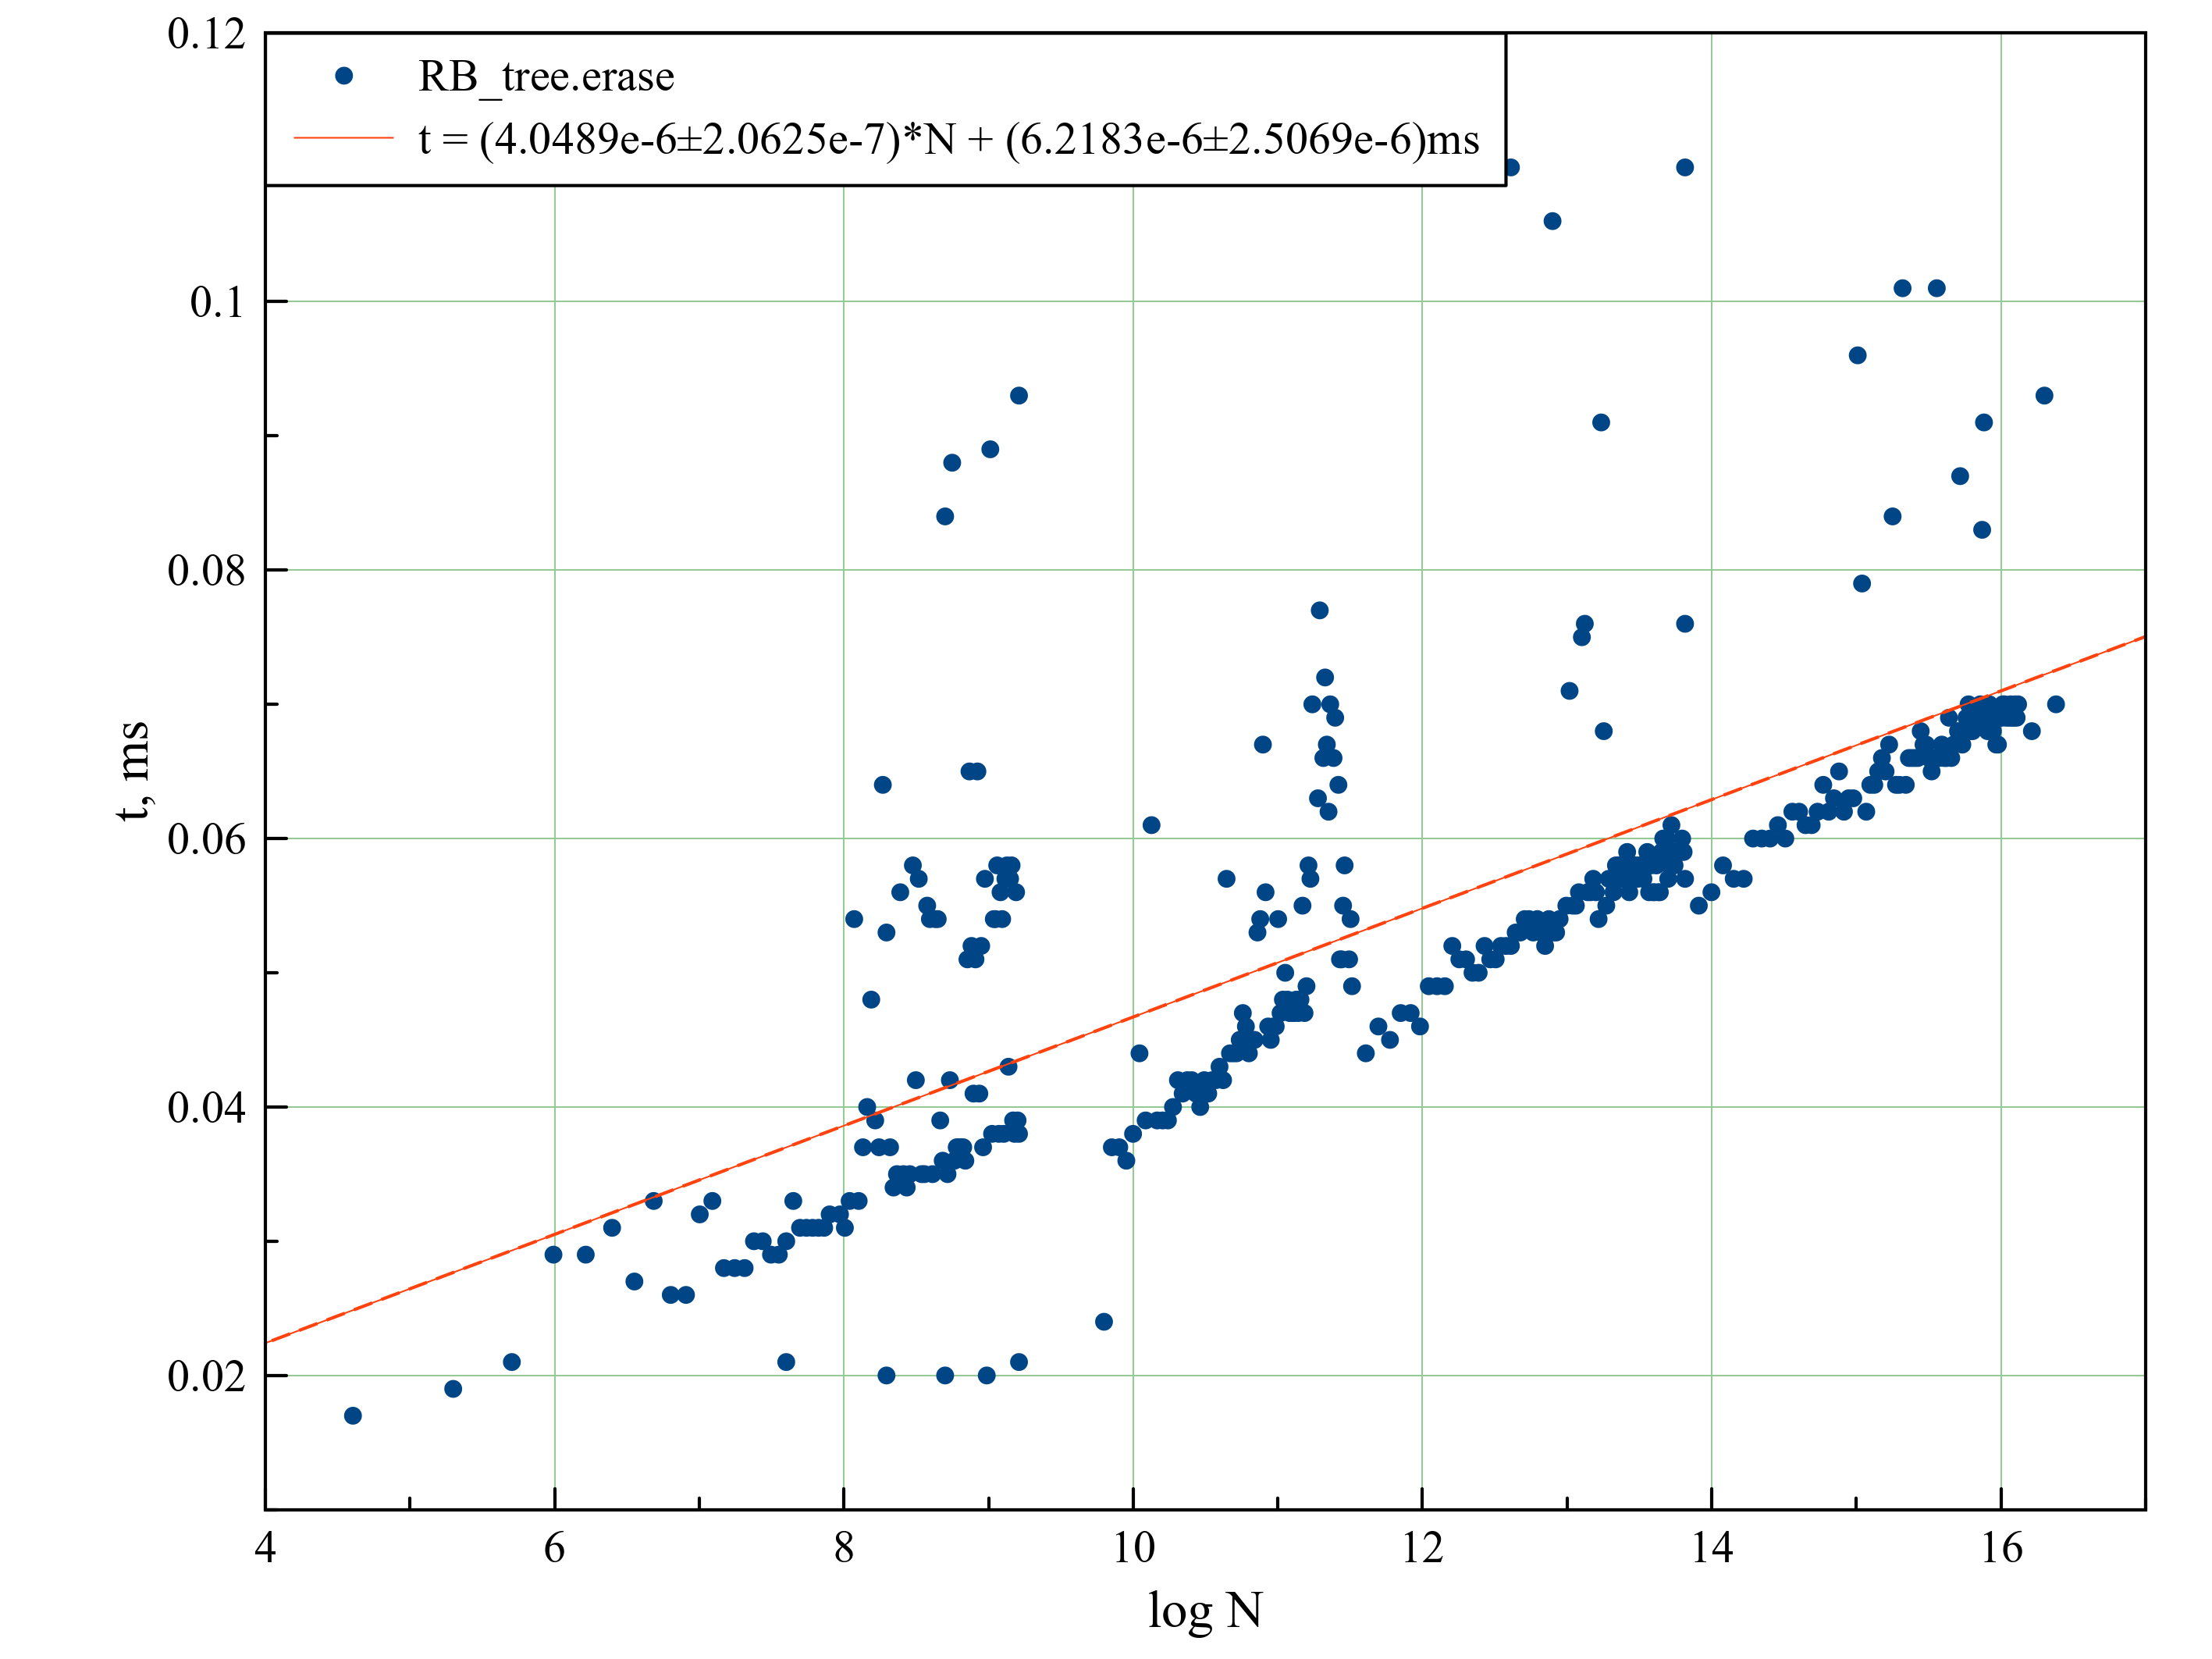 RB_tree.erase
t = (4.0489e-6±2.0625e-7)*N + (6.2183e-6±2.5069e-6)ms
0.12
0.1
0.08
0.06
0.04
0.02
t, ms
4 6 8 10 12 14 16
log N